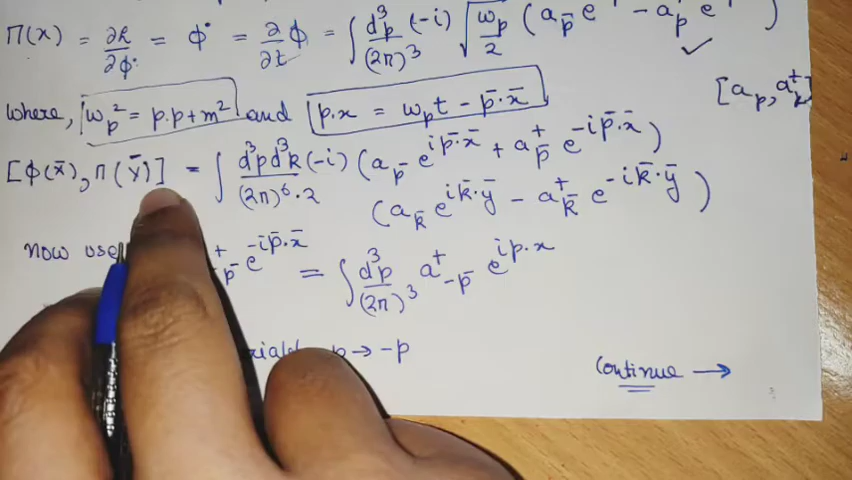 Π(x) = ∂ℒ/∂ϕ̇ = ϕ̇ = ∂/∂t ϕ = ∫ d³p/(2π)³ (-i) √(ω_p/2) (a_p̄ e - a_p⁺ e )
where, ω_p² = p.p + m² and p.x = ω_p t - p̄.x̄
[a_p, a_k⁺]
[ϕ(x̄), Π(ȳ)] = ∫ d³p d³k/((2π)⁶ · 2) (-i) (a_p̄ e^{ip̄·x̄} + a_p̄⁺ e^{-ip̄·x̄})
(a_k̄ e^{ik̄·ȳ} - a_k̄⁺ e^{-ik̄·ȳ})
Now use ⁺_p̄ e^{-ip̄·x̄} = ∫ d³p/(2π)³ a⁺_{-p̄} e^{ip·x}
p → -p
Continue →